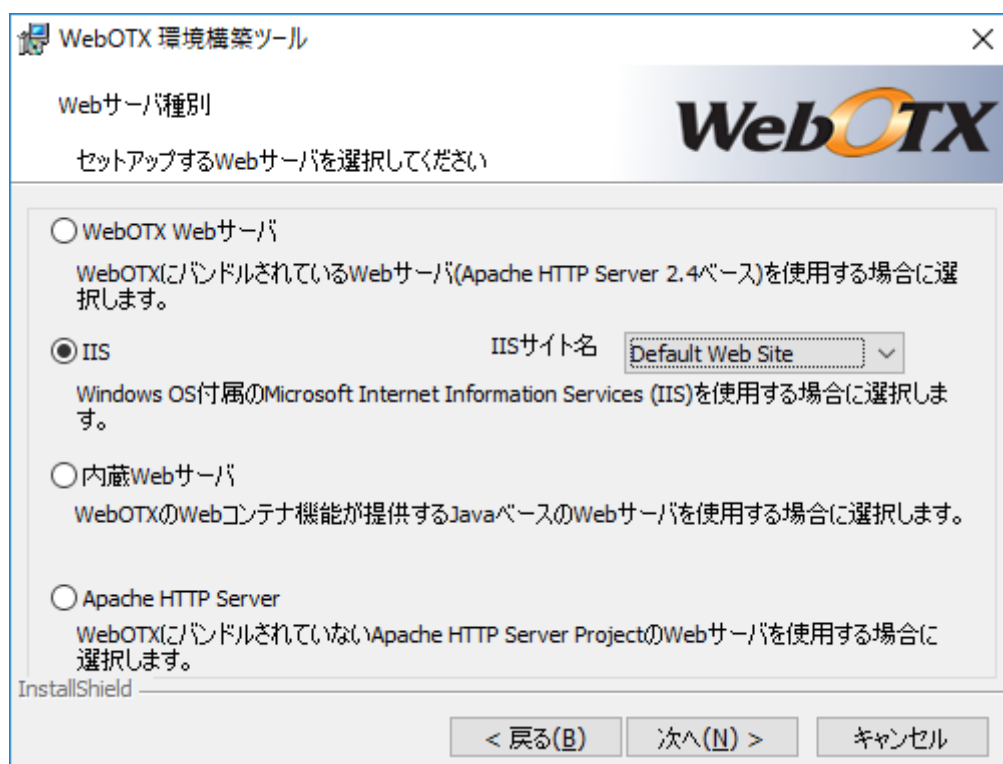 WebOTX 環境構築ツール
Webサーバ種別
WebOTX
セットアップするWebサーバを選択してください
WebOTX Webサーバ
WebOTXにバンドルされているWebサーバ(Apache HTTP Server 2.4ベース)を使用する場合に選
択します。
IIS IISサイト名 Default Web Site
Windows OS付属のMicrosoft Internet Information Services (IIS)を使用する場合に選択しま
す。
内蔵Webサーバ
WebOTXのWebコンテナ機能が提供するJavaベースのWebサーバを使用する場合に選択します。
Apache HTTP Server
WebOTXにバンドルされていないApache HTTP Server ProjectのWebサーバを使用する場合に
選択します。
InstallShield
< 戻る(B) 次へ(N) > キャンセル